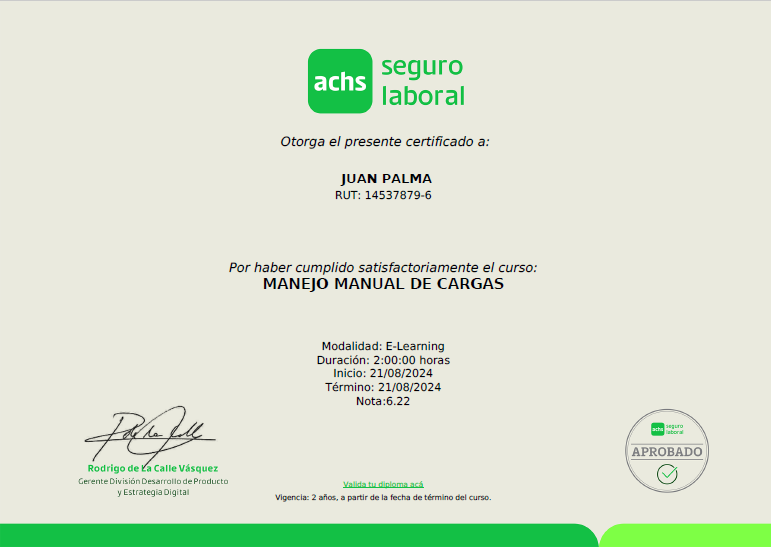 achs
seguro
laboral
Otorga el presente certificado a:
JUAN PALMA
RUT: 14537879-6
Por haber cumplido satisfactoriamente el curso:
MANEJO MANUAL DE CARGAS
Modalidad: E-Learning
Duración: 2:00:00 horas
Inicio: 21/08/2024
Término: 21/08/2024
Nota:6.22
Rodrigo de La Calle Vásquez
Gerente División Desarrollo de Producto
y Estrategia Digital
Valida tu diploma acá
Vigencia: 2 años, a partir de la fecha de término del curso.
achs
seguro
laboral
APROBADO